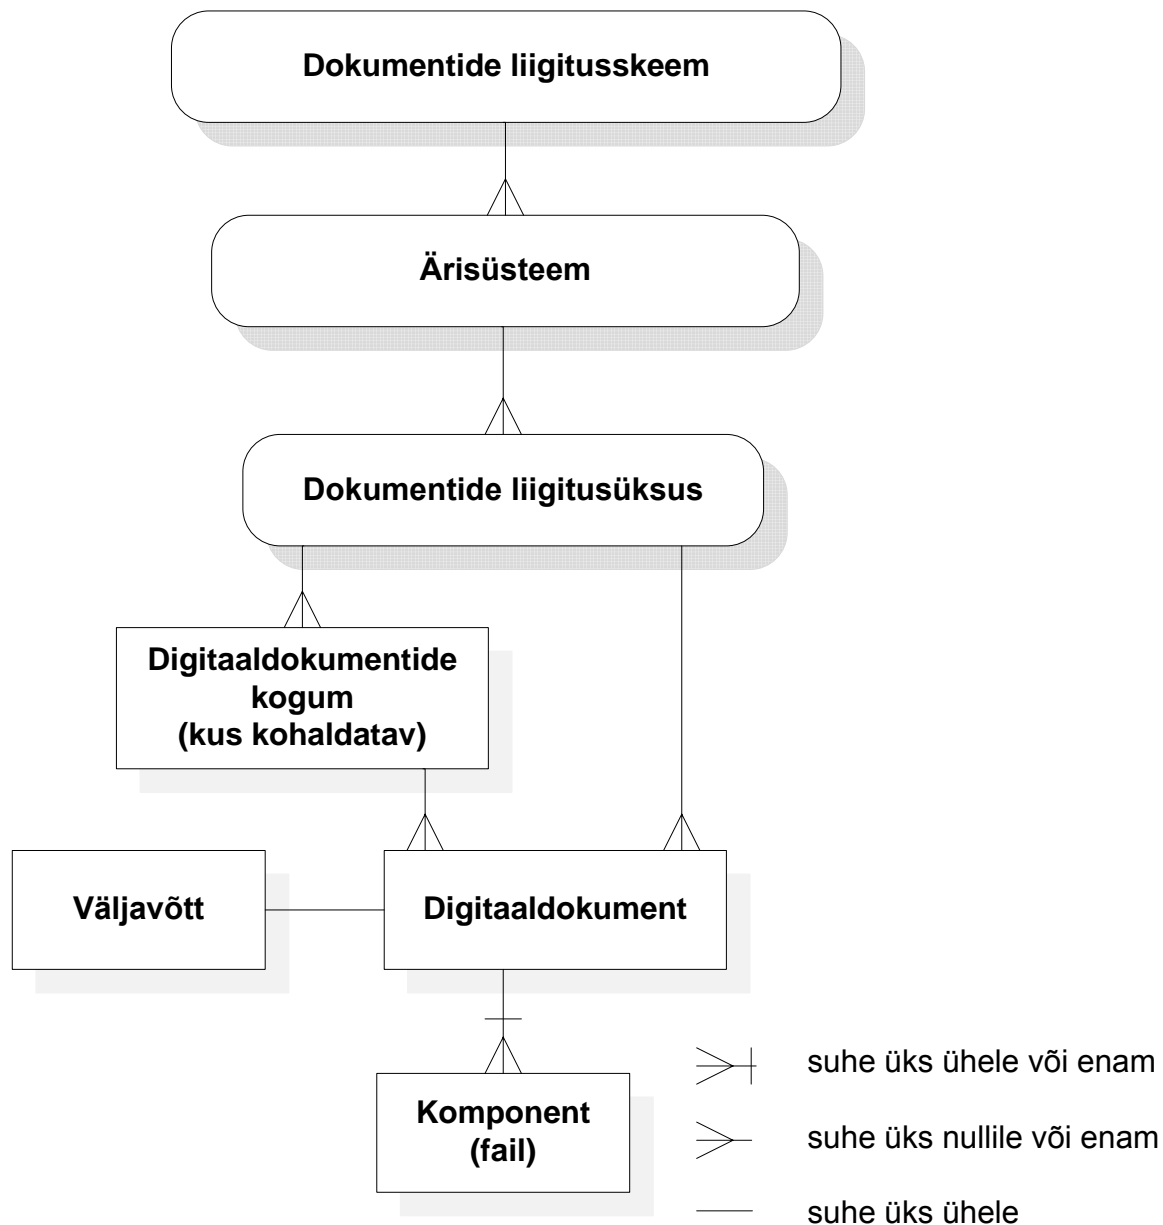 Dokumentide liigitusskeem
Ärisüsteem
Dokumentide liigitusüksus
Digitaaldokumentide
kogum
(kus kohaldatav)
Väljavõtt
Digitaaldokument
Komponent
(fail)
suhe üks ühele või enam
suhe üks nullile või enam
suhe üks ühele